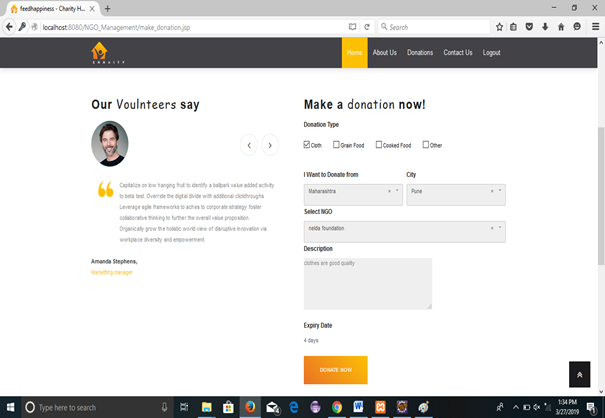 feedhappiness - Charity H...
localhost:8080/NGO_Management/make_donation.jsp
Search
CHARITY
Home
About Us
Donations
Contact Us
Logout
Our Voulnteers say
Capitalize on low hanging fruit to identify a ballpark value added activity
to beta test. Override the digital divide with additional clickthroughs
Leverage agile frameworks to aches to corporate strategy foster
collaborative thinking to further the overall value proposition.
Organically grow the holistic world view of disruptive innovation via
workplace diversity and empowerment.
Amanda Stephens,
Marketting manager
Make a donation now!
Donation Type
Cloth
Grain Food
Cooked Food
Other
I Want to Donate from
City
Maharashtra
Pune
Select NGO
Description
clothes are good quality
Expiry Date
4 days
DONATE NOW
Type here to search
1:34 PM
3/27/2019